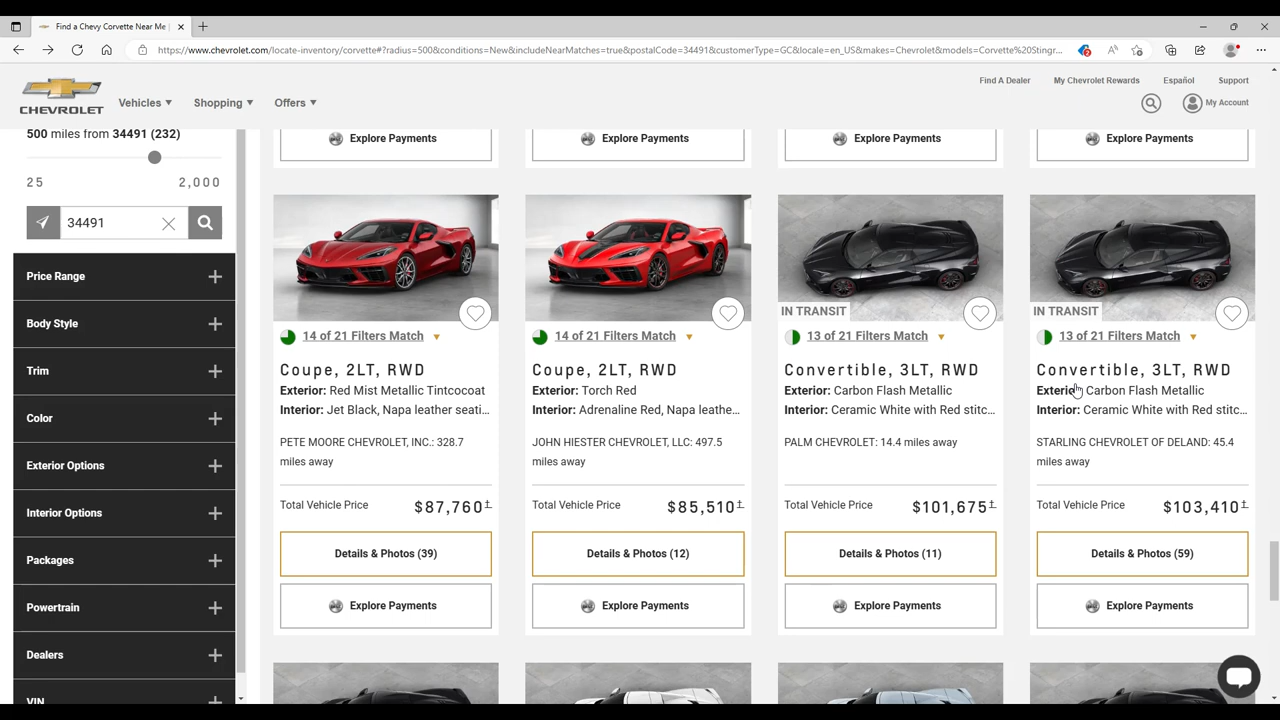 Find a Chevy Corvette Near Me |
https://www.chevrolet.com/locate-inventory/corvette#?radius=500&conditions=New&includeNearMatches=true&postalCode=34491&customerType=GC&locale=en_US&makes=Chevrolet&models=Corvette%20Stingr...
2
Find A Dealer My Chevrolet Rewards Español Support
CHEVROLET
Vehicles Shopping Offers
My Account
500 miles from 34491 (232)
25 2,000
34491
Price Range
Body Style
Trim
Color
Exterior Options
Interior Options
Packages
Powertrain
Dealers
VIN
Explore Payments
Explore Payments
Explore Payments
Explore Payments
14 of 21 Filters Match
Coupe, 2LT, RWD
Exterior: Red Mist Metallic Tintcoat
Interior: Jet Black, Napa leather seati...
PETE MOORE CHEVROLET, INC.: 328.7
miles away
Total Vehicle Price $87,760‡
Details & Photos (39)
Explore Payments
14 of 21 Filters Match
Coupe, 2LT, RWD
Exterior: Torch Red
Interior: Adrenaline Red, Napa leathe...
JOHN HIESTER CHEVROLET, LLC: 497.5
miles away
Total Vehicle Price $85,510‡
Details & Photos (12)
Explore Payments
IN TRANSIT
13 of 21 Filters Match
Convertible, 3LT, RWD
Exterior: Carbon Flash Metallic
Interior: Ceramic White with Red stitc...
PALM CHEVROLET: 14.4 miles away
Total Vehicle Price $101,675‡
Details & Photos (11)
Explore Payments
IN TRANSIT
13 of 21 Filters Match
Convertible, 3LT, RWD
Exterior: Carbon Flash Metallic
Interior: Ceramic White with Red stitc...
STARLING CHEVROLET OF DELAND: 45.4
miles away
Total Vehicle Price $103,410‡
Details & Photos (59)
Explore Payments